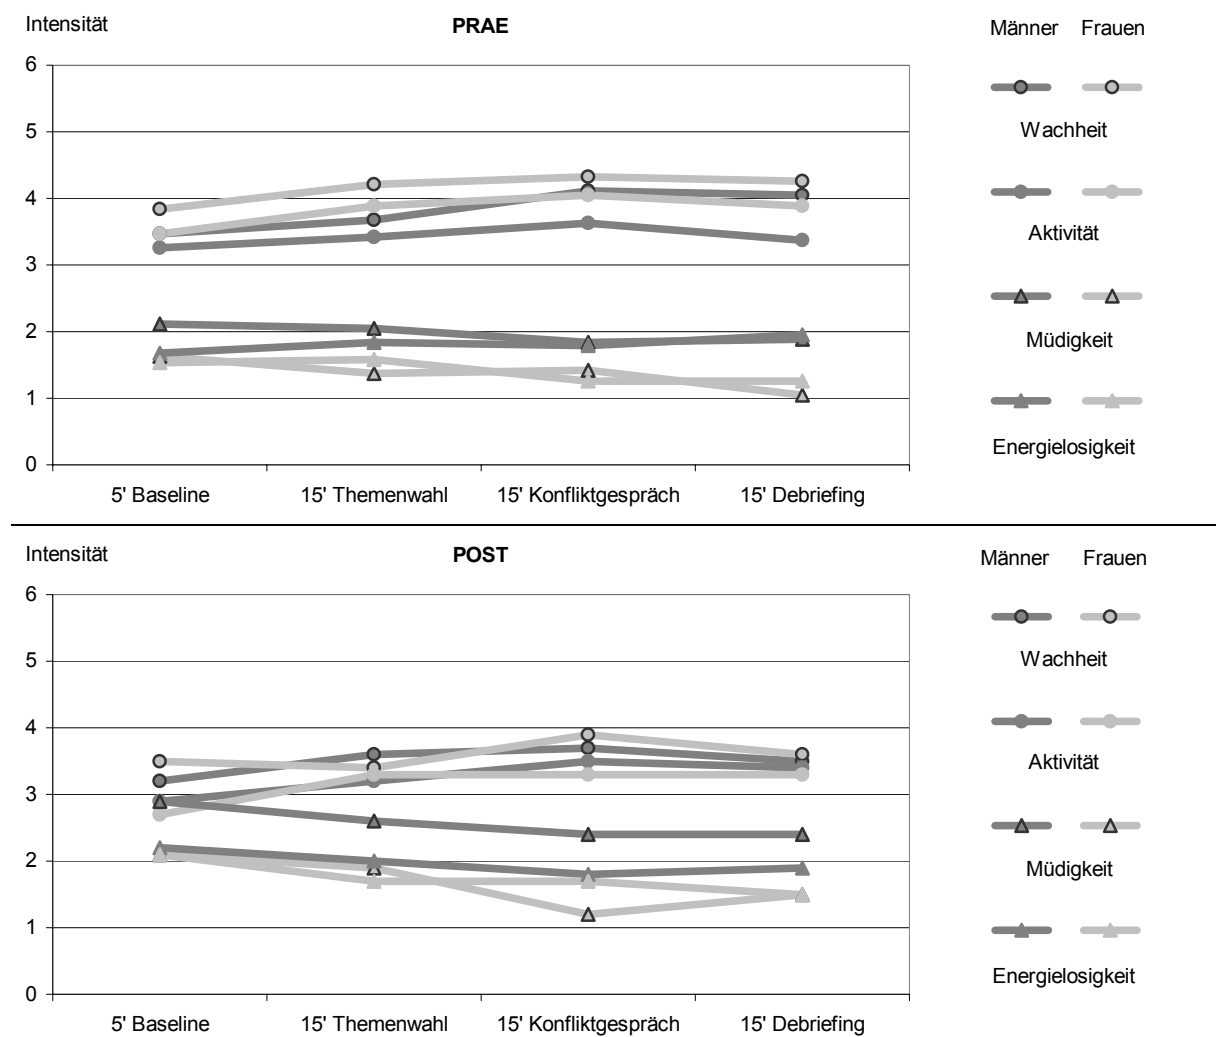 Intensität PRAE Männer Frauen
6
5
Wachheit
4
Aktivität
3
2
Müdigkeit
1
Energielosigkeit
0
5' Baseline 15' Themenwahl 15' Konfliktgespräch 15' Debriefing
Intensität POST Männer Frauen
6
5
Wachheit
4
Aktivität
3
2
Müdigkeit
1
Energielosigkeit
0
5' Baseline 15' Themenwahl 15' Konfliktgespräch 15' Debriefing